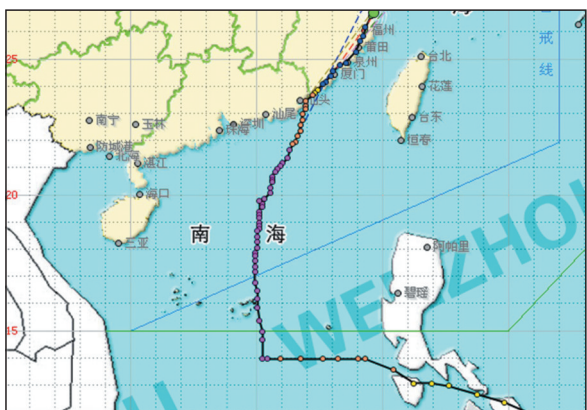 戒
线
福州
莆田
泉州
厦门
25
台北
花莲
台东
恒春
汕头
汕尾
深圳
珠海
南宁
玉林
防城港
北海
湛江
20
海口
三亚
南 海
阿帕里
碧瑶
15
WENZHOU